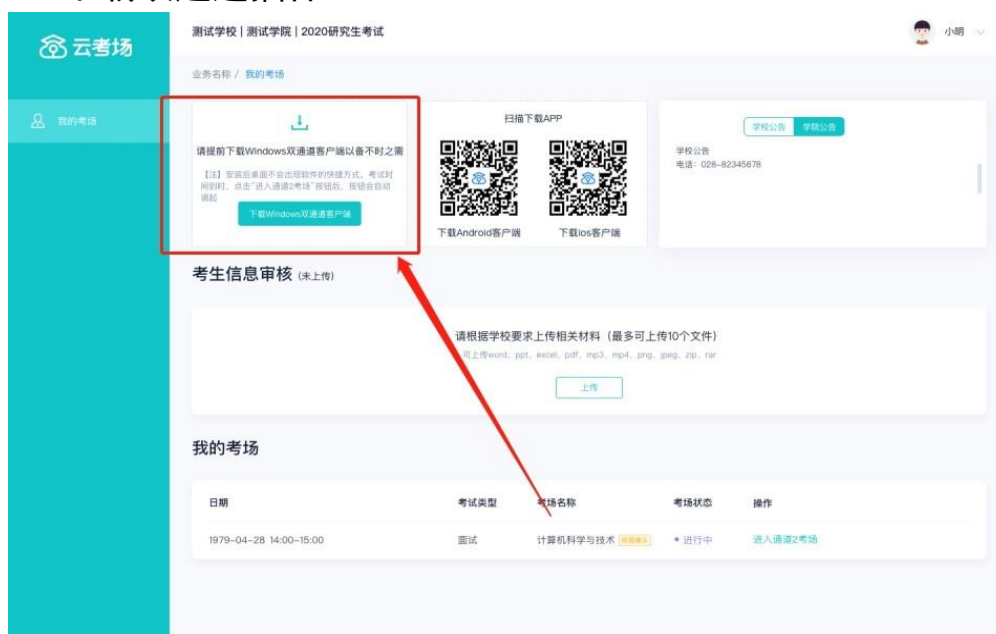 云考场
测试学校 | 测试学院 | 2020研究生考试
小明
业务名称 / 我的考场
我的考场
请提前下载Windows双通道客户端以备不时之需
【注】安装后桌面不会出现软件的快捷方式。考试时
间到时，点击"进入通道2考场"按钮后，按钮会自动
调起
下载Windows双通道客户端
扫描下载APP
下载Android客户端
下载ios客户端
学校公告
学院公告
学校公告
电话：028-82345678
考生信息审核 (未上传)
请根据学校要求上传相关材料（最多可上传10个文件）
可上传word、ppt、excel、pdf、mp3、mp4、png、jpeg、zip、rar
上传
我的考场
日期 考试类型 考场名称 考场状态 操作
1979-04-28 14:00-15:00 面试 计算机科学与技术 • 进行中 进入通道2考场